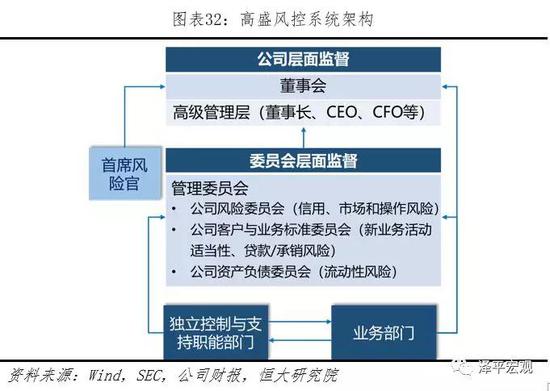 图表32：高盛风控系统架构
公司层面监督
董事会
高级管理层（董事长、CEO、CFO等）
首席风
险官
委员会层面监督
管理委员会
• 公司风险委员会（信用、市场和操作风险）
• 公司客户与业务标准委员会（新业务活动
适当性、贷款/承销风险）
• 公司资产负债委员会（流动性风险）
独立控制与支
持职能部门
业务部门
资料来源：Wind，SEC，公司财报，恒大研究院
泽平宏观